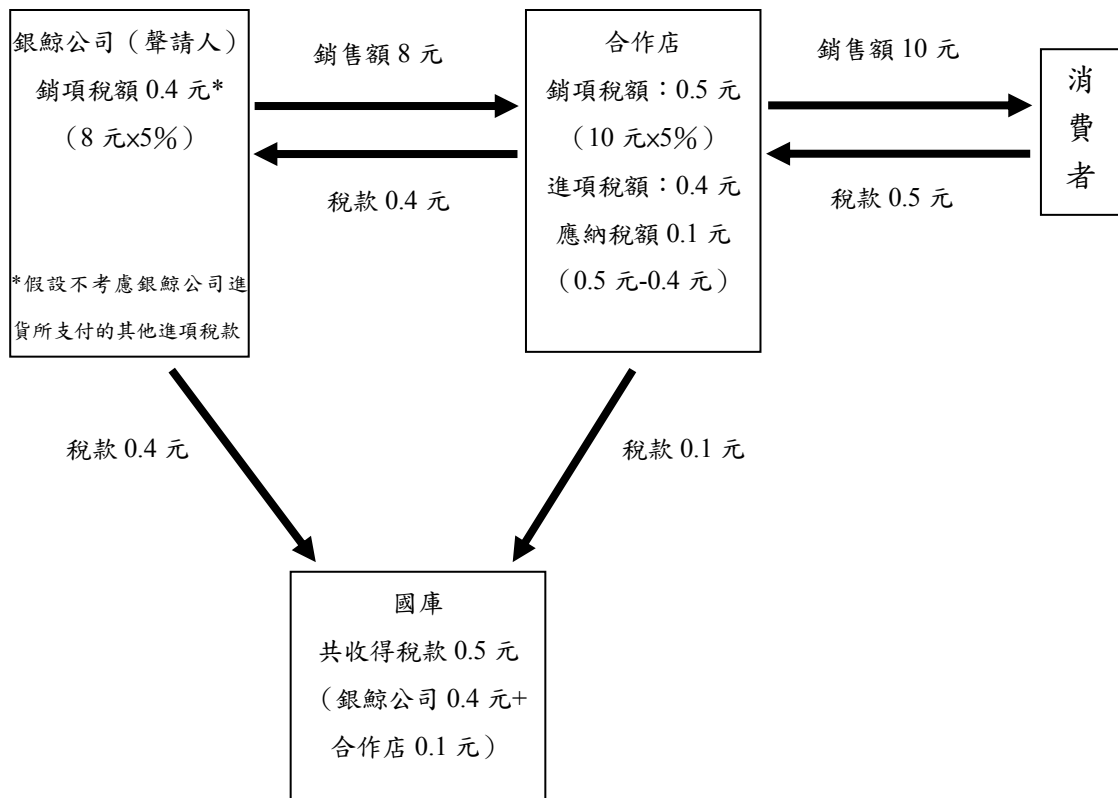 銀鯨公司（聲請人）
銷項稅額 0.4 元*
（8 元×5%）
*假設不考慮銀鯨公司進
貨所支付的其他進項稅款
銷售額 8 元
稅款 0.4 元
合作店
銷項稅額：0.5 元
（10 元×5%）
進項稅額：0.4 元
應納稅額 0.1 元
（0.5 元-0.4 元）
銷售額 10 元
稅款 0.5 元
消
費
者
稅款 0.4 元
稅款 0.1 元
國庫
共收得稅款 0.5 元
（銀鯨公司 0.4 元+
合作店 0.1 元）